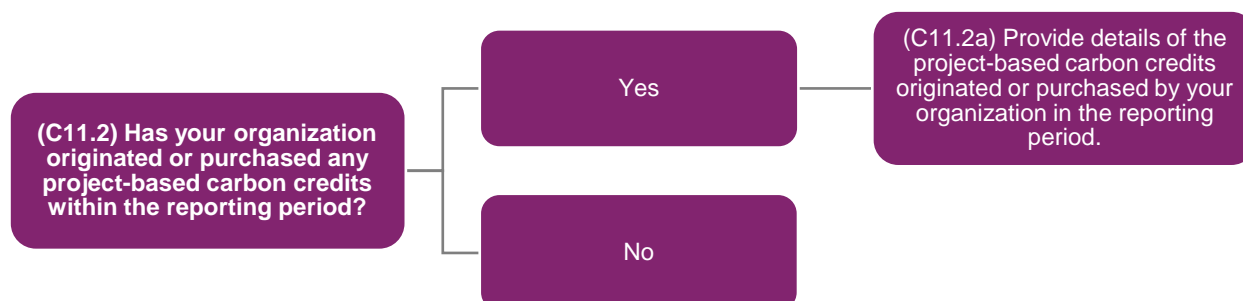 (C11.2) Has your organization
originated or purchased any
project-based carbon credits
within the reporting period?
Yes
(C11.2a) Provide details of the
project-based carbon credits
originated or purchased by your
organization in the reporting
period.
No